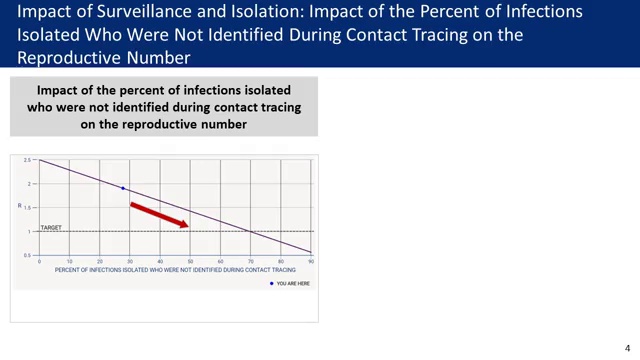 Impact of Surveillance and Isolation: Impact of the Percent of Infections
Isolated Who Were Not Identified During Contact Tracing on the
Reproductive Number
Impact of the percent of infections isolated
who were not identified during contact tracing
on the reproductive number
2.5
2
R 1.5
TARGET
1
0.5
0 10 20 30 40 50 60 70 80 90
PERCENT OF INFECTIONS ISOLATED WHO WERE NOT IDENTIFIED DURING CONTACT TRACING
YOU ARE HERE
4